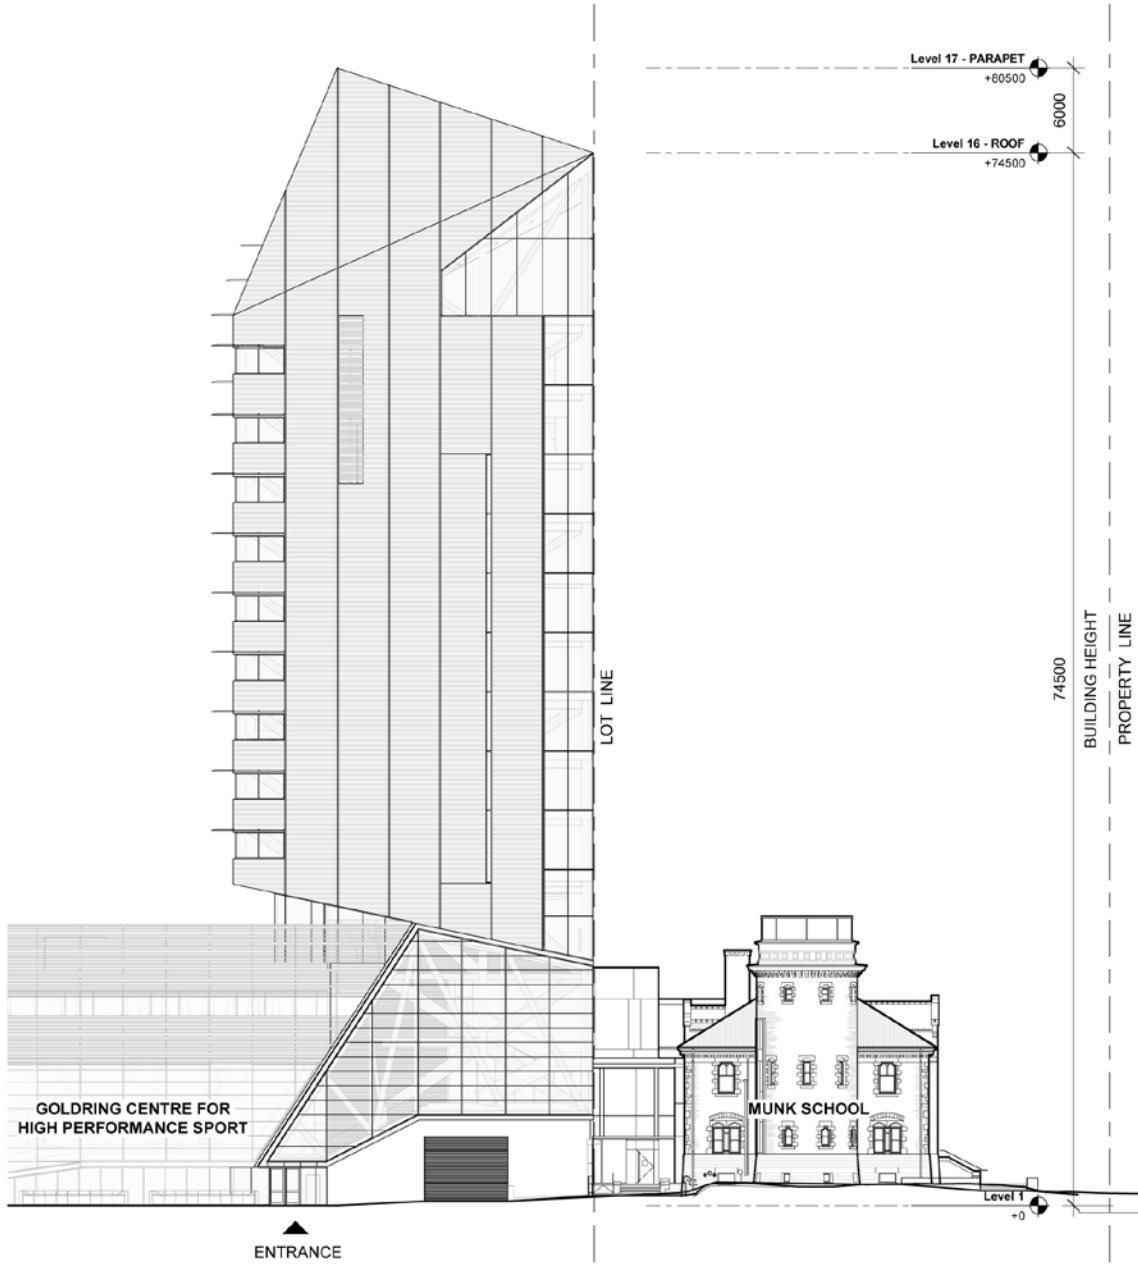 Level 17 - PARAPET
+80500
6000
Level 16 - ROOF
+74500
LOT LINE
74500
BUILDING HEIGHT
PROPERTY LINE
GOLDRING CENTRE FOR
HIGH PERFORMANCE SPORT
MUNK SCHOOL
Level 1
+0
ENTRANCE